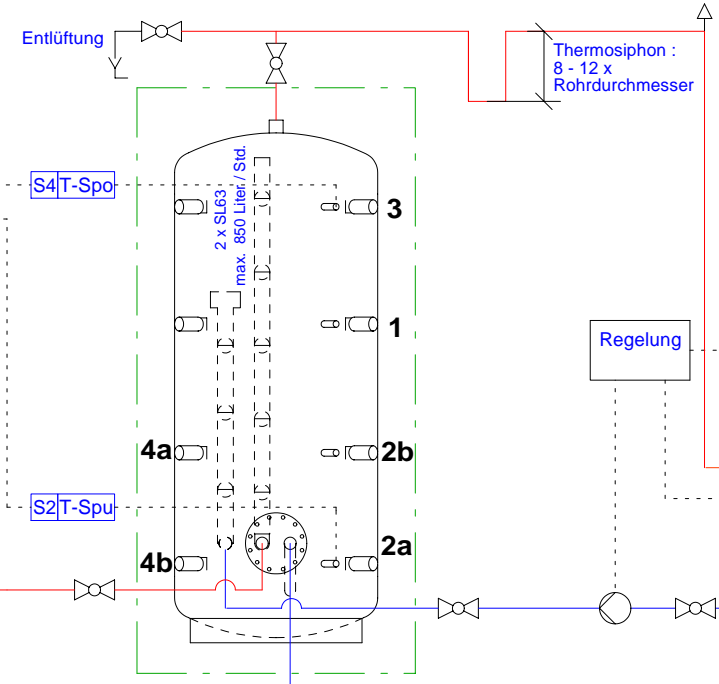 Entlüftung
Thermosiphon :
8 - 12 x
Rohrdurchmesser
S4 T-Spo
2 x SL63
max. 850 Liter / Std.
3
1
Regelung
4a
2b
S2 T-Spu
4b
2a